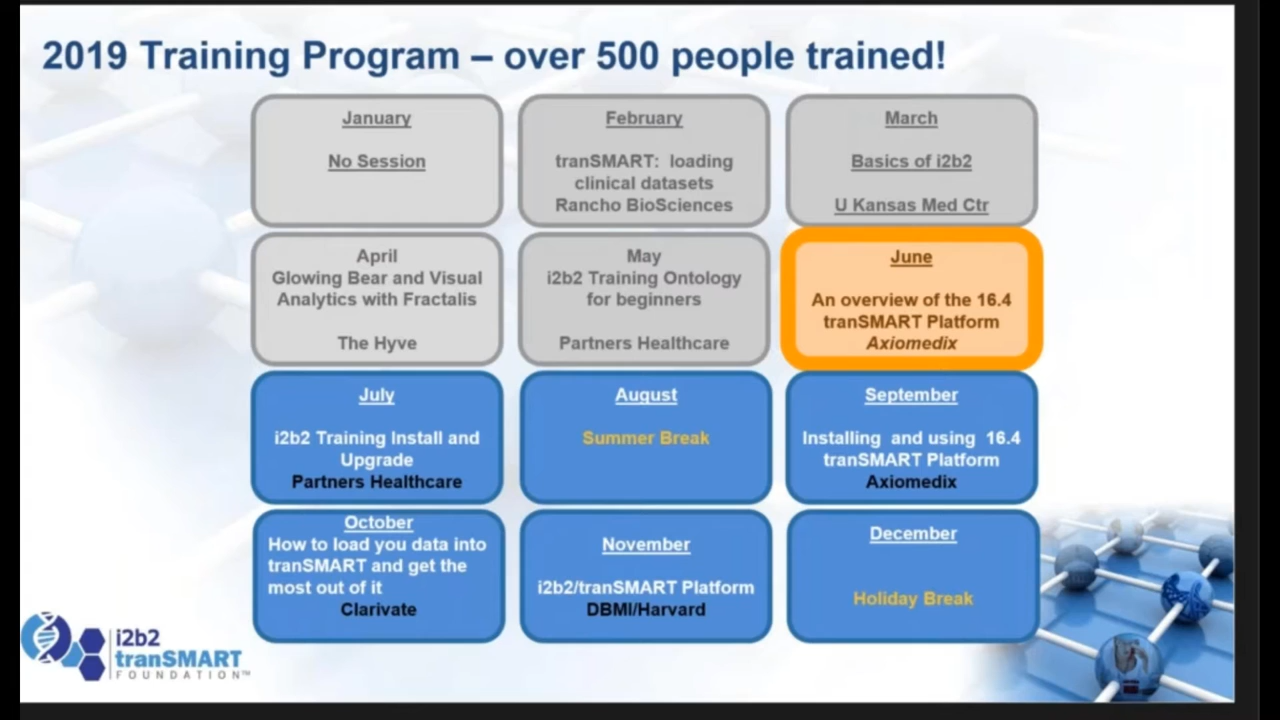 2019 Training Program – over 500 people trained!
January
No Session
February
tranSMART: loading
clinical datasets
Rancho BioSciences
March
Basics of i2b2
U Kansas Med Ctr
April
Glowing Bear and Visual
Analytics with Fractalis
The Hyve
May
i2b2 Training Ontology
for beginners
Partners Healthcare
June
An overview of the 16.4
tranSMART Platform
Axiomedix
July
i2b2 Training Install and
Upgrade
Partners Healthcare
August
Summer Break
September
Installing and using 16.4
tranSMART Platform
Axiomedix
October
How to load you data into
tranSMART and get the
most out of it
Clarivate
November
i2b2/tranSMART Platform
DBMI/Harvard
December
Holiday Break
i2b2
tranSMART
FOUNDATION™